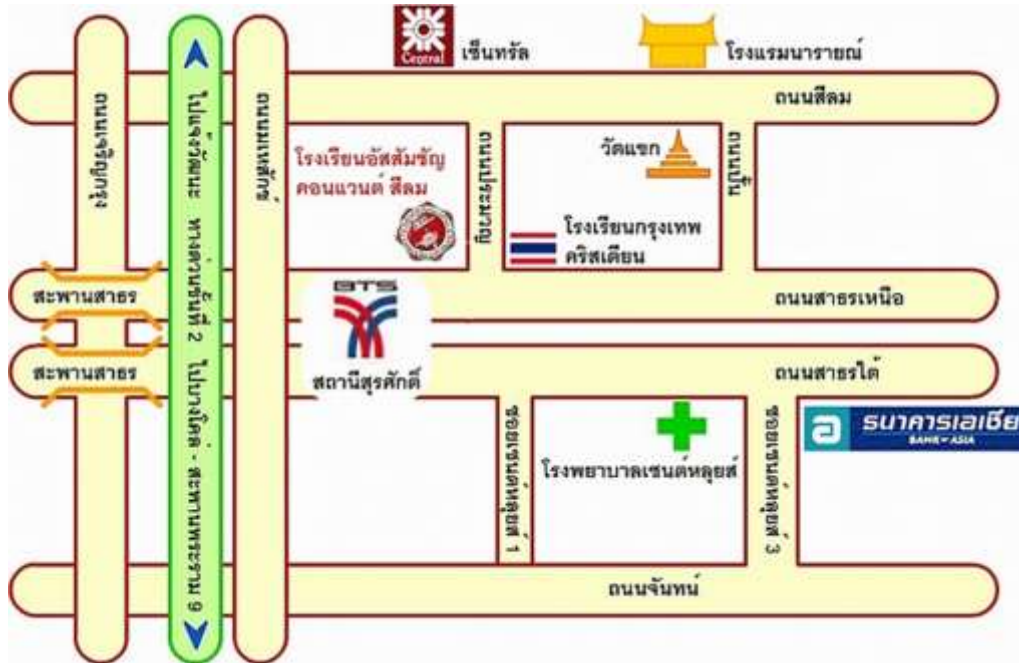 Central
เซ็นทรัล
โรงแรมนารายณ์
ถนนสีลม
ถนนเจริญกรุง
ไปแจ้งวัฒนะ ทางด่วนขั้นที่ 2 ไปบางโคล่ - สะพานพระราม 9
ถนนมเหสักข์
โรงเรียนอัสสัมชัญ
คอนแวนต์ สีลม
ถนนประมวญ
วัดแขก
ถนนปั้น
โรงเรียนกรุงเทพ
คริสเตียน
สะพานสาธร
BTS
สถานีสุรศักดิ์
ถนนสาธรเหนือ
สะพานสาธร
ถนนสาธรใต้
ซอยเซนต์หลุยส์ 1
โรงพยาบาลเซนต์หลุยส์
ซอยเซนต์หลุยส์ 3
ธนาคารเอเชีย
BANK of ASIA
ถนนจันทน์